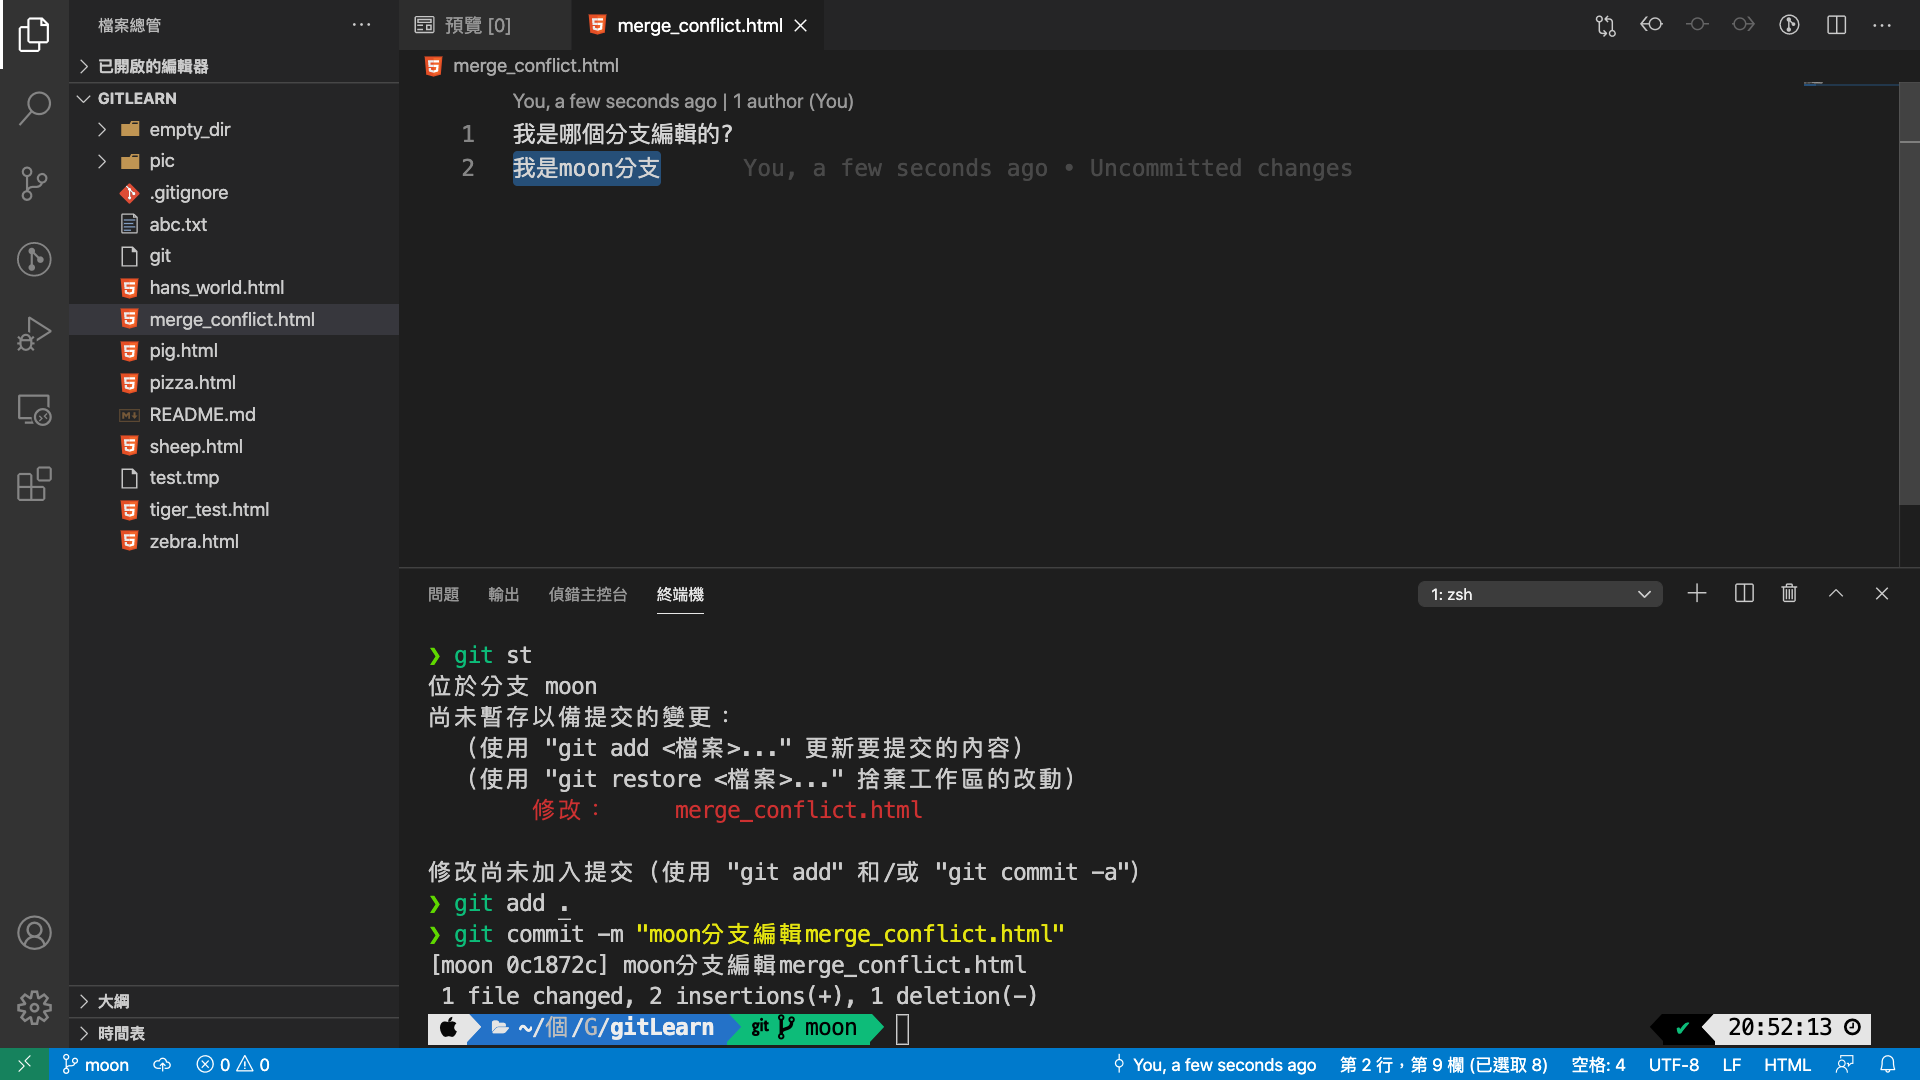 檔案總管
已開啟的編輯器
GITLEARN
empty_dir
pic
.gitignore
abc.txt
git
hans_world.html
merge_conflict.html
pig.html
pizza.html
README.md
sheep.html
test.tmp
tiger_test.html
zebra.html
大綱
時間表
預覽 [0]
merge_conflict.html
merge_conflict.html
You, a few seconds ago | 1 author (You)
1 我是哪個分支編輯的?
2 我是moon分支 You, a few seconds ago • Uncommitted changes
問題 輸出 偵錯主控台 終端機 1: zsh
❯ git st
位於分支 moon
尚未暫存以備提交的變更：
（使用 "git add <檔案>..." 更新要提交的內容）
（使用 "git restore <檔案>..." 捨棄工作區的改動）
修改： merge_conflict.html
修改尚未加入提交（使用 "git add" 和/或 "git commit -a"）
❯ git add .
❯ git commit -m "moon分支編輯merge_conflict.html"
[moon 0c1872c] moon分支編輯merge_conflict.html
1 file changed, 2 insertions(+), 1 deletion(-)
~/個/G/gitLearn git moon ✔ 20:52:13
moon 0 0 You, a few seconds ago 第 2 行，第 9 欄 (已選取 8) 空格: 4 UTF-8 LF HTML